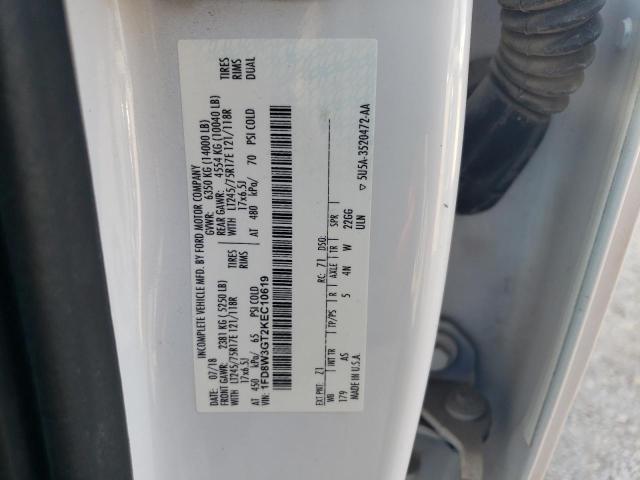 INCOMPLETE VEHICLE MFD. BY FORD MOTOR COMPANY
DATE: 07/18 GVWR: 6350 KG (14000 LB)
FRONT GAWR: 2381 KG (5250 LB) REAR GAWR: 4554 KG (10040 LB)
WITH LT245/75R17E 121/118R TIRES WITH LT245/75R17E 121/118R TIRES
17x6.5J RIMS 17x6.5J RIMS
AT 450 kPa/ 65 PSI COLD AT 480 kPa/ 70 PSI COLD DUAL
VIN: 1FD8W3GT2KEC10619
EXT PNT: Z1 RC: 71 DSO:
WB INT TR TP/PS R AXLE TR SPR
179 AS 5 4N W 22GG
MADE IN U.S.A. ULN
▽ 5U5A-3520472-AA